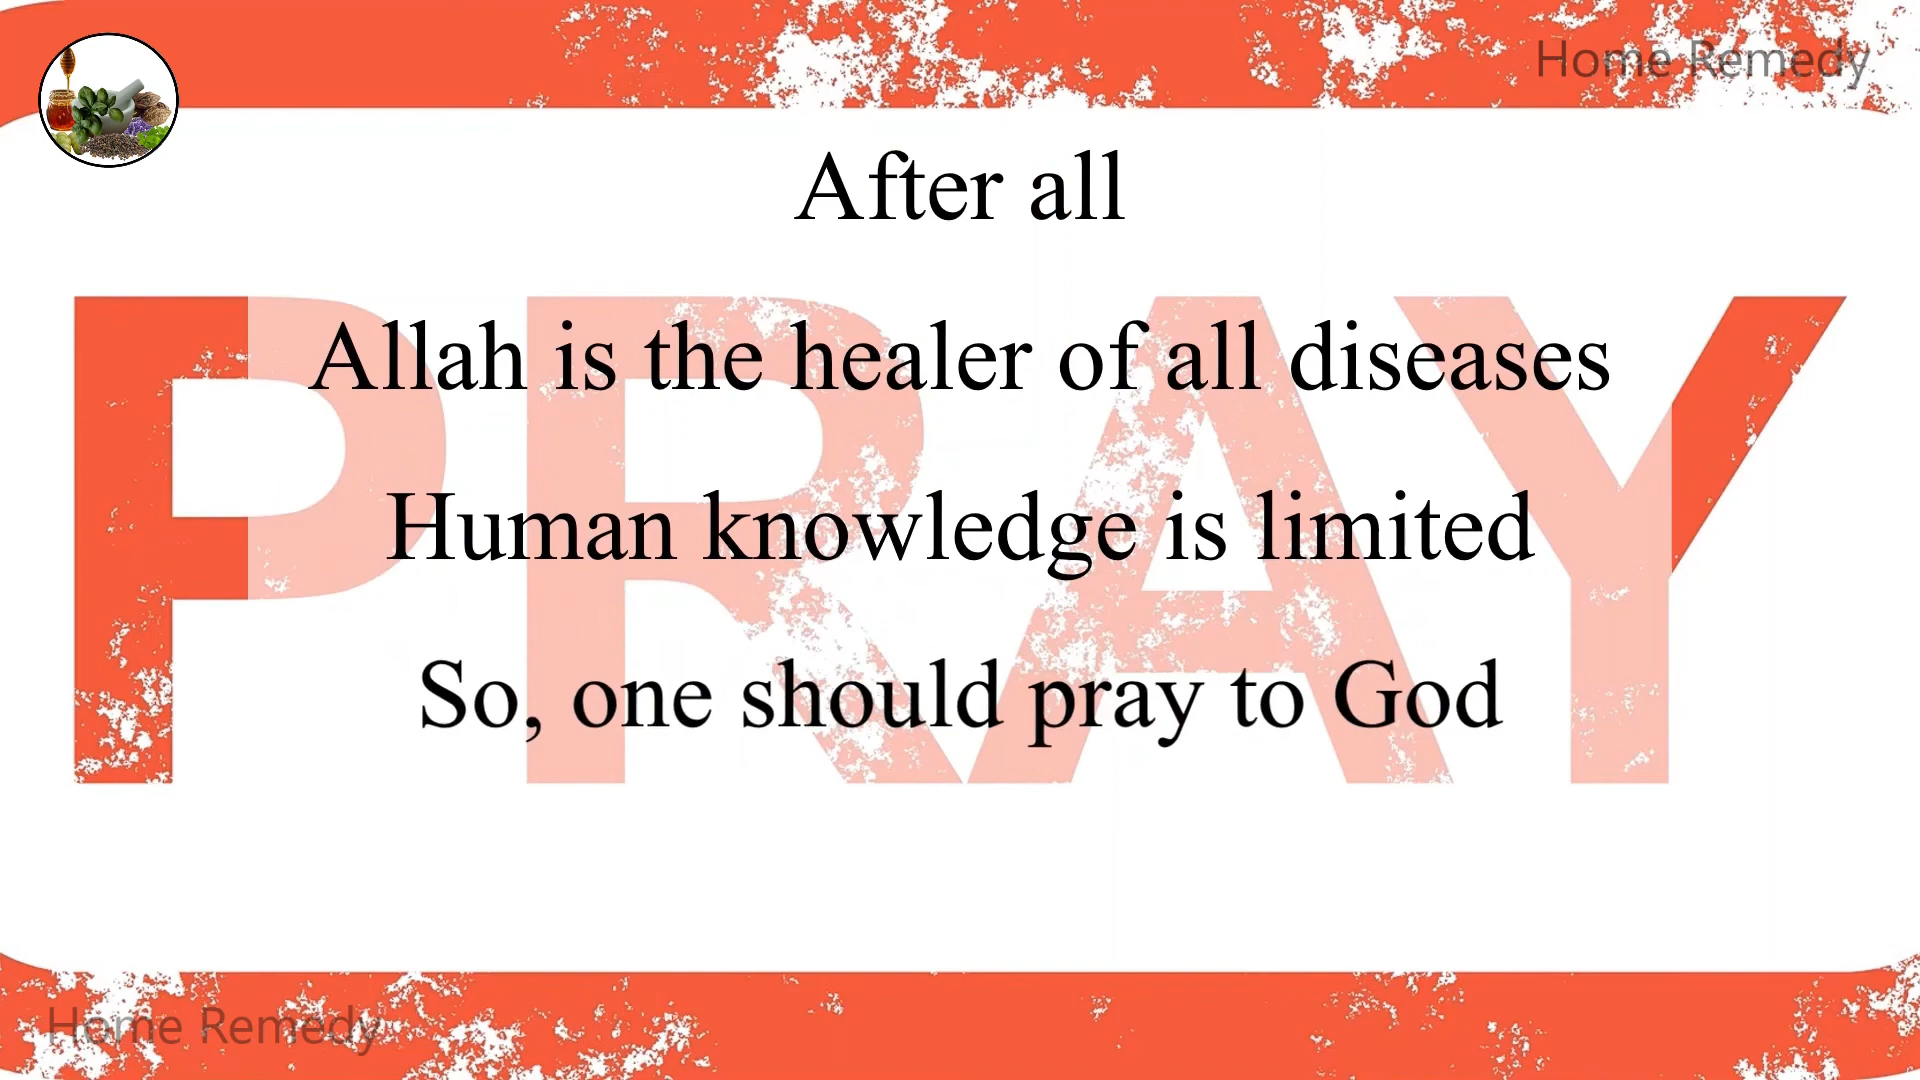 Home Remedy
After all
PRAY
Allah is the healer of all diseases
Human knowledge is limited
So, one should pray to God
Home Remedy